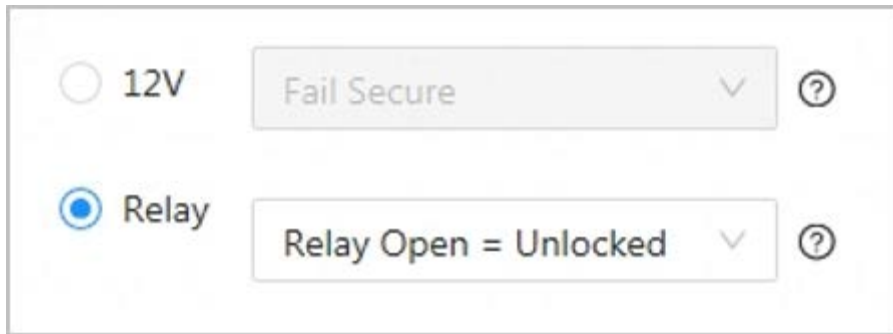 12V Fail Secure ?
Relay Relay Open = Unlocked ?